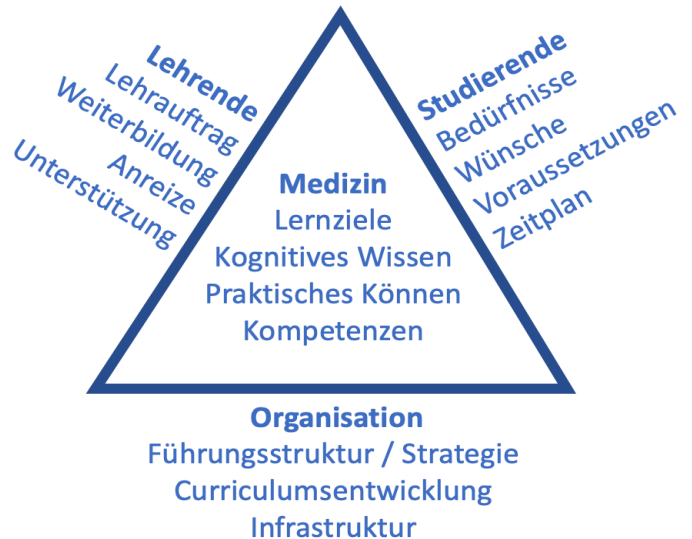 Lehrende
Lehrauftrag
Weiterbildung
Anreize
Unterstützung
Studierende
Bedürfnisse
Wünsche
Voraussetzungen
Zeitplan
Medizin
Lernziele
Kognitives Wissen
Praktisches Können
Kompetenzen
Organisation
Führungsstruktur / Strategie
Curriculumsentwicklung
Infrastruktur